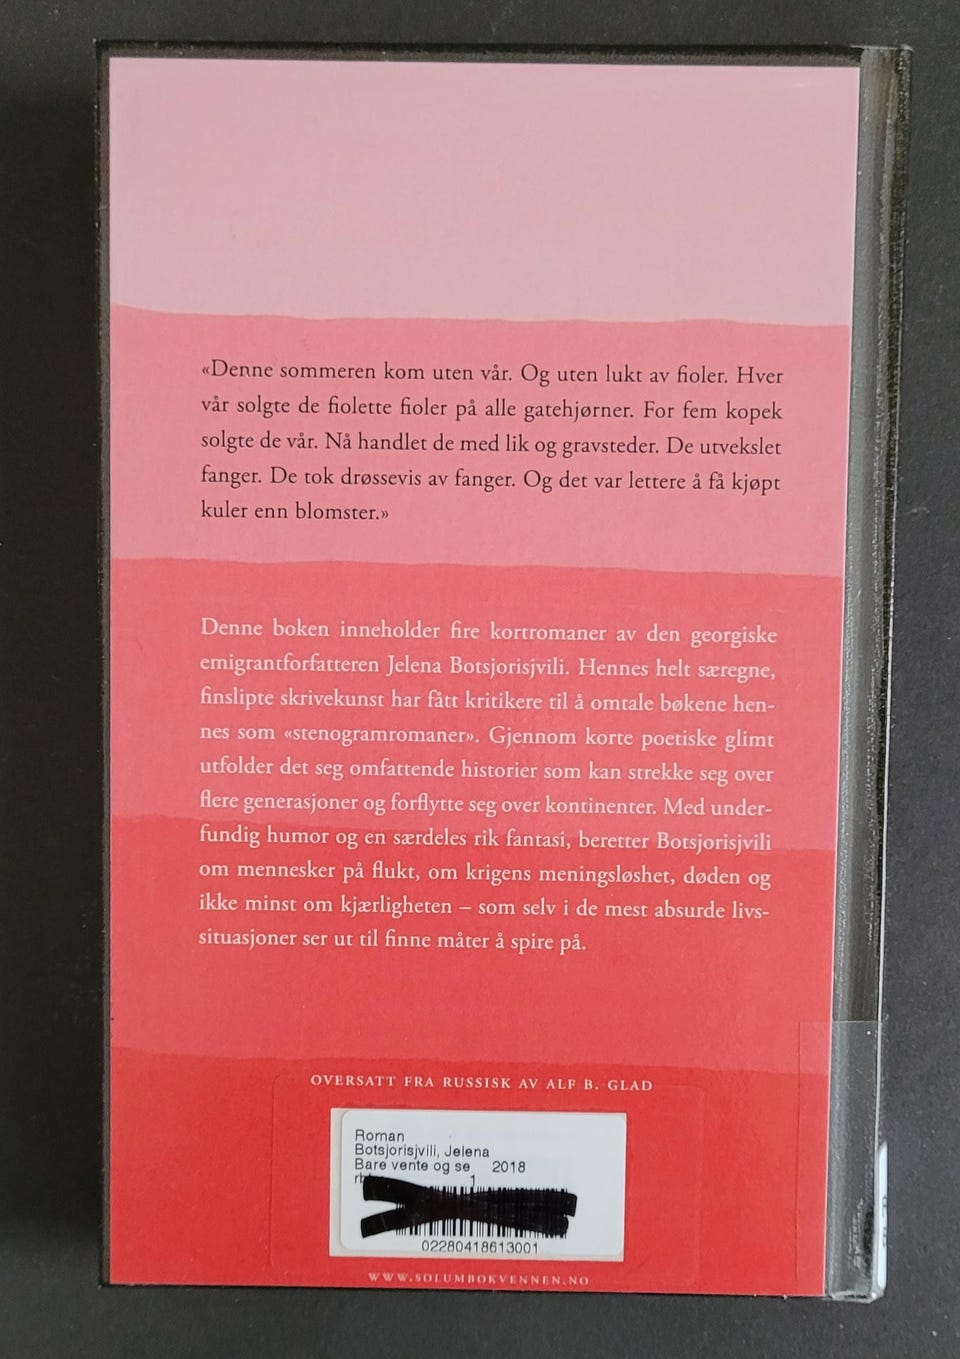 «Denne sommeren kom uten vår. Og uten lukt av fioler. Hver
vår solgte de fiolette fioler på alle gatehjørner. For fem kopek
solgte de vår. Nå handlet de med lik og gravsteder. De utvekslet
fanger. De tok drøssevis av fanger. Og det var lettere å få kjøpt
kuler enn blomster.»
Denne boken inneholder fire kortromaner av den georgiske
emigrantforfatteren Jelena Botsjorisjvili. Hennes helt særegne,
finslipte skrivekunst har fått kritikere til å omtale bøkene hen-
nes som «stenogramromaner». Gjennom korte poetiske glimt
utfolder det seg omfattende historier som kan strekke seg over
flere generasjoner og forflytte seg over kontinenter. Med under-
fundig humor og en særdeles rik fantasi, beretter Botsjorisjvili
om mennesker på flukt, om krigens meningsløshet, døden og
ikke minst om kjærligheten – som selv i de mest absurde livs-
situasjoner ser ut til finne måter å spire på.
OVERSATT FRA RUSSISK AV ALF B. GLAD
Roman
Botsjorisjvili, Jelena
Bare vente og se 2018
1
02280418613001
WWW.SOLUMBOKVENNEN.NO